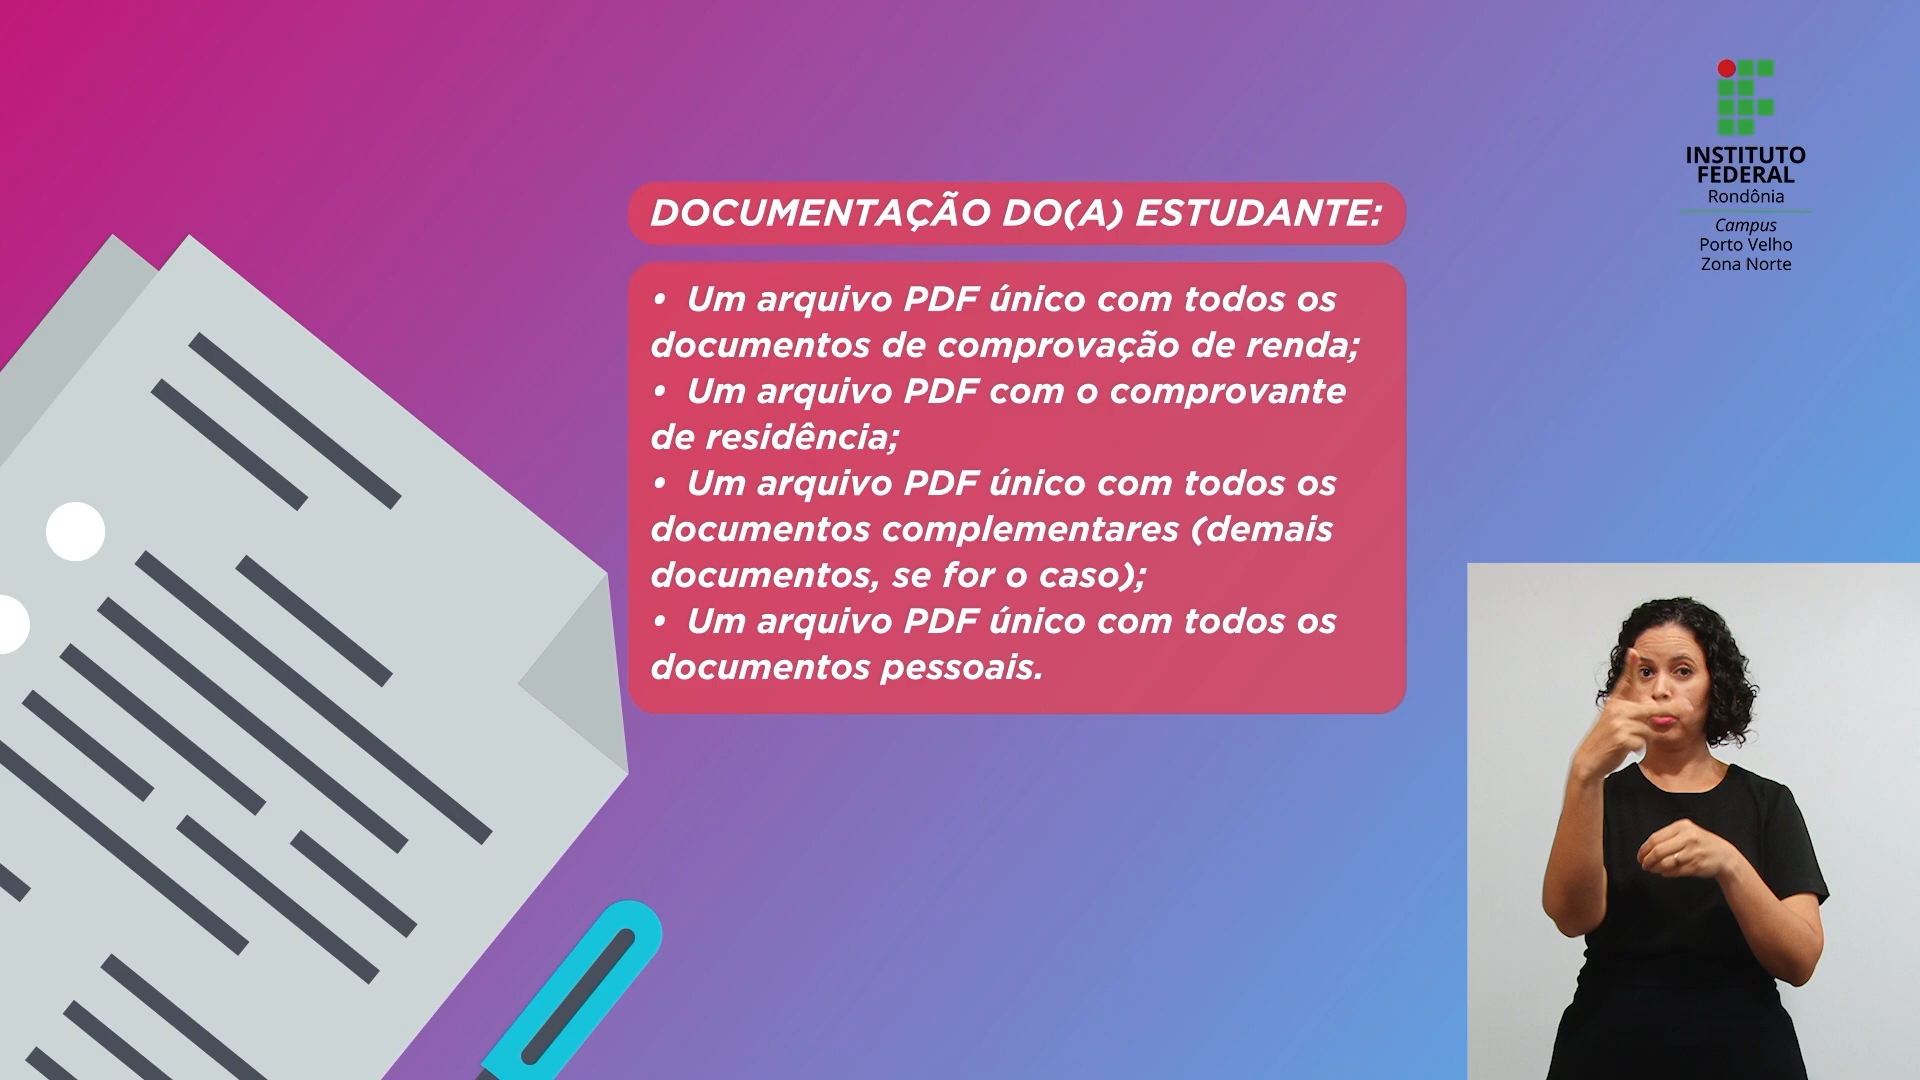 DOCUMENTAÇÃO DO(A) ESTUDANTE:
• Um arquivo PDF único com todos os
documentos de comprovação de renda;
• Um arquivo PDF com o comprovante
de residência;
• Um arquivo PDF único com todos os
documentos complementares (demais
documentos, se for o caso);
• Um arquivo PDF único com todos os
documentos pessoais.
INSTITUTO
FEDERAL
Rondônia
Campus
Porto Velho
Zona Norte